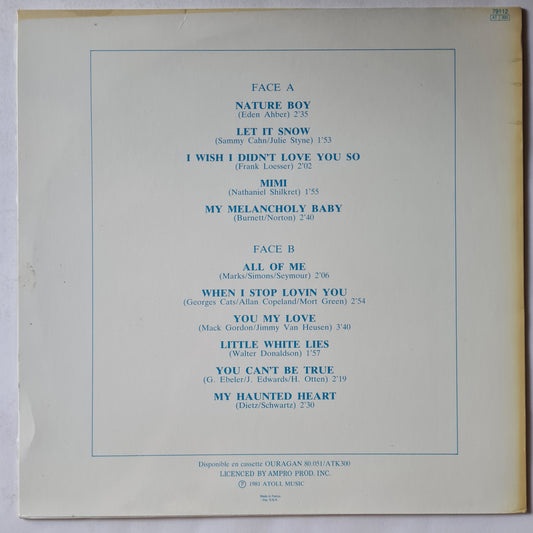 79112
FACE A
NATURE BOY
(Eden Ahber) 2'35
LET IT SNOW
(Sammy Cahn/Julie Styne) 1'53
I WISH I DIDN'T LOVE YOU SO
(Frank Loesser) 2'02
MIMI
(Nathaniel Shilkret) 1'55
MY MELANCHOLY BABY
(Burnett/Norton) 2'40
FACE B
ALL OF ME
(Marks/Simons/Seymour) 2'06
WHEN I STOP LOVIN YOU
(Georges Cats/Allan Copeland/Mort Green) 2'54
YOU MY LOVE
(Mack Gordon/Jimmy Van Heusen) 3'40
LITTLE WHITE LIES
(Walter Donaldson) 1'57
YOU CAN'T BE TRUE
(G. Ebeler/J. Edwards/H. Otten) 2'19
MY HAUNTED HEART
(Dietz/Schwartz) 2'30
Disponible en cassette OURAGAN 80.051/ATK300
LICENCED BY AMPRO PROD. INC.
Ⓟ 1981 ATOLL MUSIC
Made in France